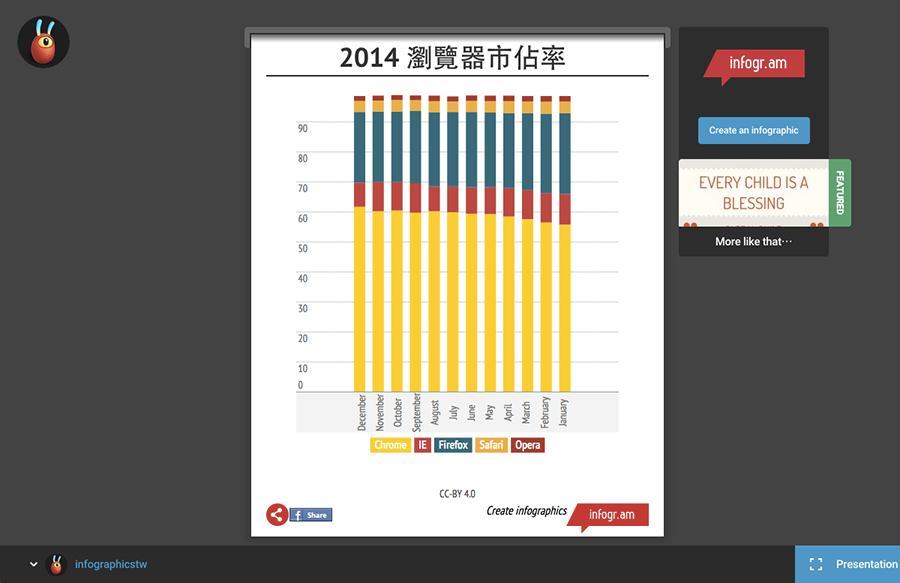 2014 瀏覽器市佔率
90
80
70
60
50
40
30
20
10
0
December
November
October
September
August
July
June
May
April
March
February
January
Chrome IE Firefox Safari Opera
CC-BY 4.0
Share
Create infographics
infogr.am
infogr.am
Create an infographic
EVERY CHILD IS A
BLESSING
FEATURED
More like that⋯
infographicstw
Presentation